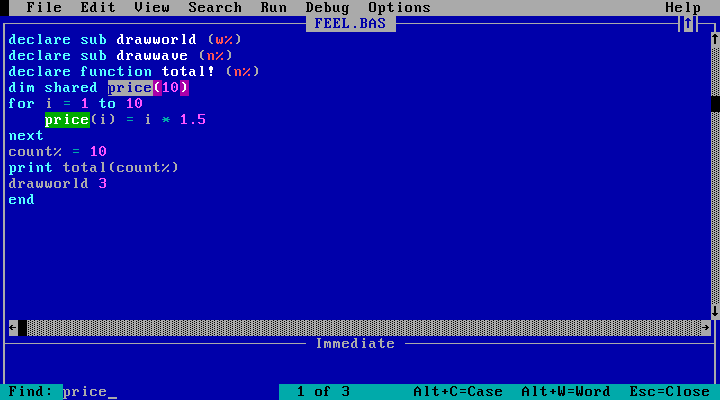 File Edit View Search Run Debug Options Help
FEEL.BAS
declare sub drawworld (w%)
declare sub drawwave (n%)
declare function total! (n%)
dim shared price(10)
for i = 1 to 10
    price(i) = i * 1.5
next
count% = 10
print total(count%)
drawworld 3
end
Immediate
Find: price_ 1 of 3 Alt+C=Case Alt+W=Word Esc=Close